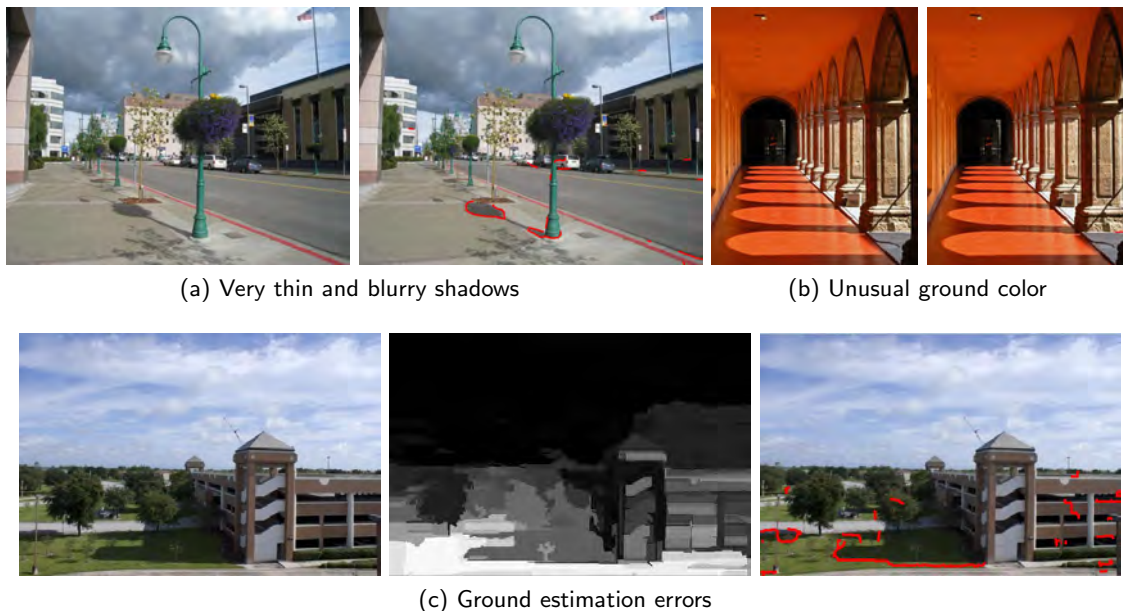 (a) Very thin and blurry shadows
(b) Unusual ground color
(c) Ground estimation errors